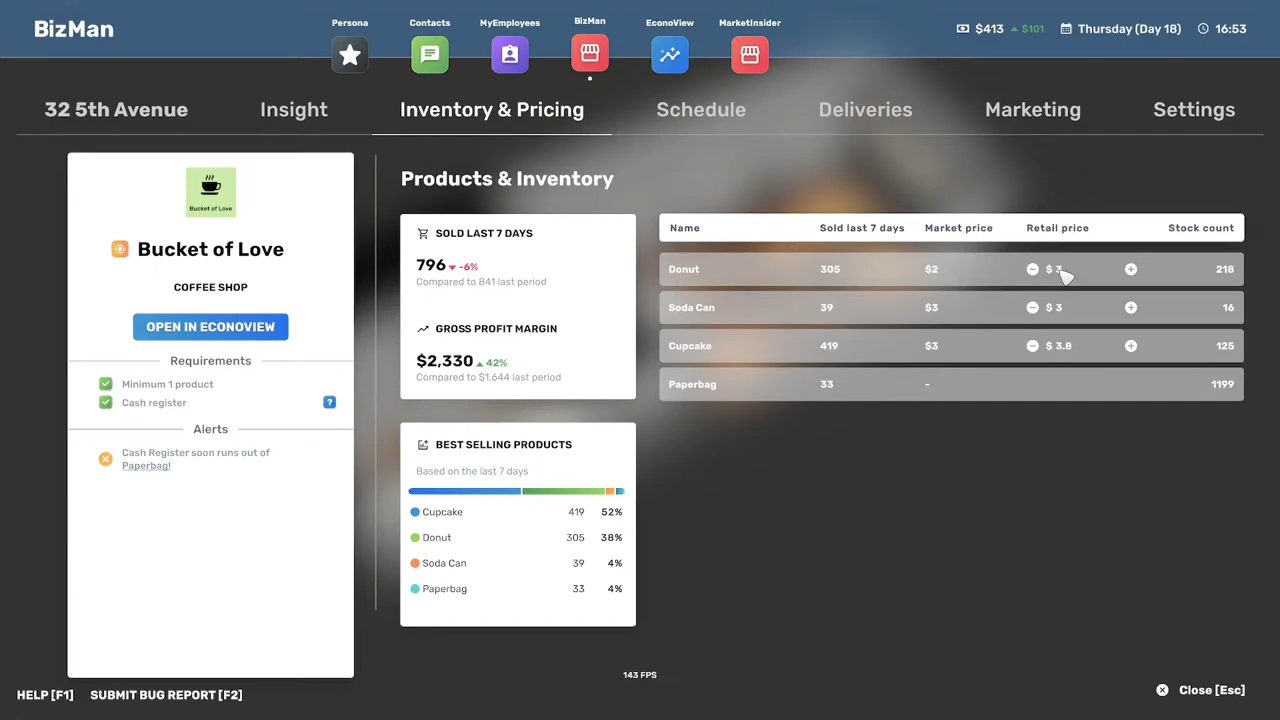 BizMan
Persona
Contacts
MyEmployees
BizMan
EconoView
MarketInsider
$413 $101 Thursday (Day 18) 16:53
32 5th Avenue
Insight
Inventory & Pricing
Schedule
Deliveries
Marketing
Settings
Bucket of Love
Bucket of Love
COFFEE SHOP
OPEN IN ECONOVIEW
Requirements
Minimum 1 product
Cash register ?
Alerts
Cash Register soon runs out of
Paperbag!
Products & Inventory
SOLD LAST 7 DAYS
796 -6%
Compared to 841 last period
GROSS PROFIT MARGIN
$2,330 42%
Compared to $1,644 last period
BEST SELLING PRODUCTS
Based on the last 7 days
Cupcake 419 52%
Donut 305 38%
Soda Can 39 4%
Paperbag 33 4%
Name Sold last 7 days Market price Retail price Stock count
Donut 305 $2 $ 218
Soda Can 39 $3 $ 3 16
Cupcake 419 $3 $ 3.8 125
Paperbag 33 - 1199
143 FPS
HELP [F1] SUBMIT BUG REPORT [F2]
Close [Esc]